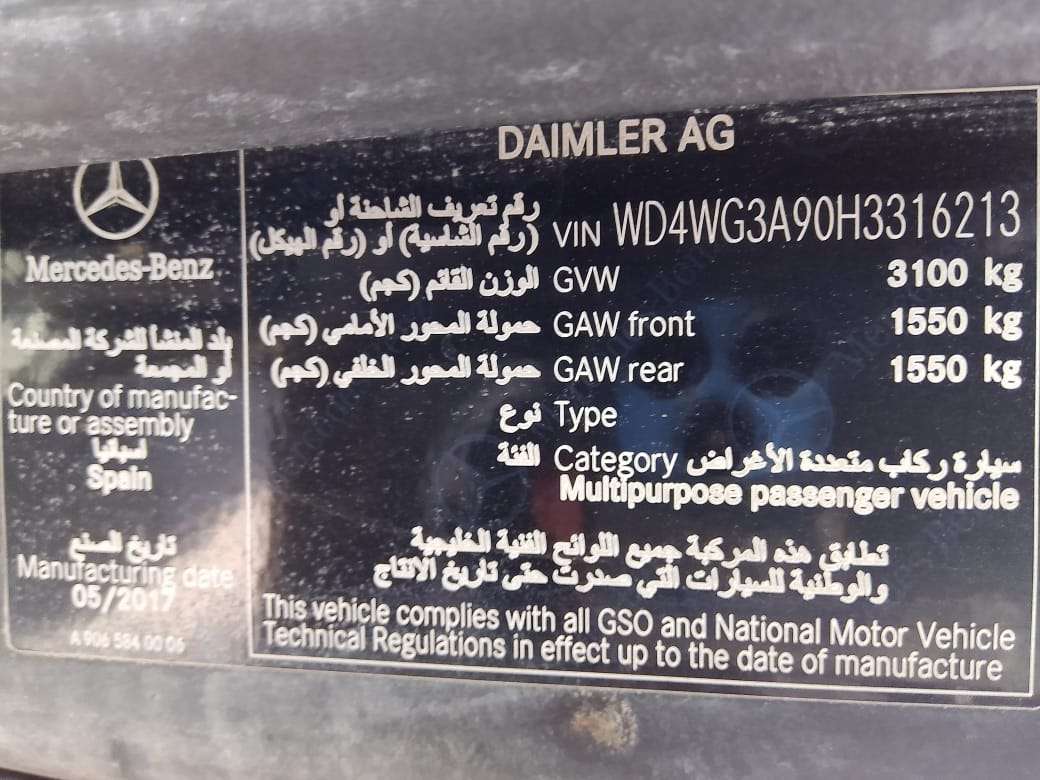 DAIMLER AG
Mercedes-Benz
رقم تعريف الشاحنة أو
(رقم الشاسية) أو (رقم الهيكل) VIN WD4WG3A90H3316213
الوزن القائم (كجم) GVW 3100 kg
حمولة المحور الأمامي (كجم) GAW front 1550 kg
حمولة المحور الخلفي (كجم) GAW rear 1550 kg
نوع Type
الفئة Category سيارة ركاب متعددة الأغراض
Multipurpose passenger vehicle
تطابق هذه المركبة جميع اللوائح الفنية الخليجية
والوطنية للسيارات التي صدرت حتى تاريخ الانتاج
This vehicle complies with all GSO and National Motor Vehicle
Technical Regulations in effect up to the date of manufacture
بلد المنشأ للشركة المصنعة
أو المجمعة
Country of manufac-
ture or assembly
اسبانيا
Spain
تاريخ الصنع
Manufacturing date
05/2017
A 906 584 00 06